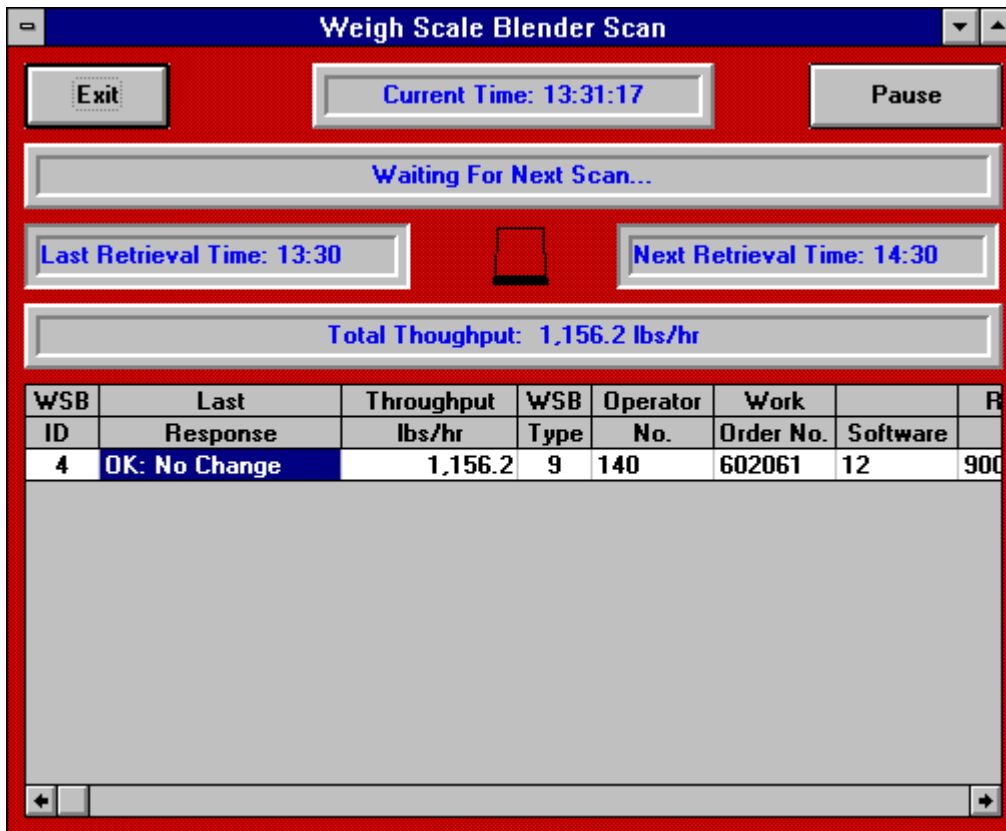 Weigh Scale Blender Scan
Exit
Current Time: 13:31:17
Pause
Waiting For Next Scan...
Last Retrieval Time: 13:30
Next Retrieval Time: 14:30
Total Thoughput: 1,156.2 lbs/hr
WSB Last Throughput WSB Operator Work R
ID Response lbs/hr Type No. Order No. Software
4 OK: No Change 1,156.2 9 140 602061 12 900